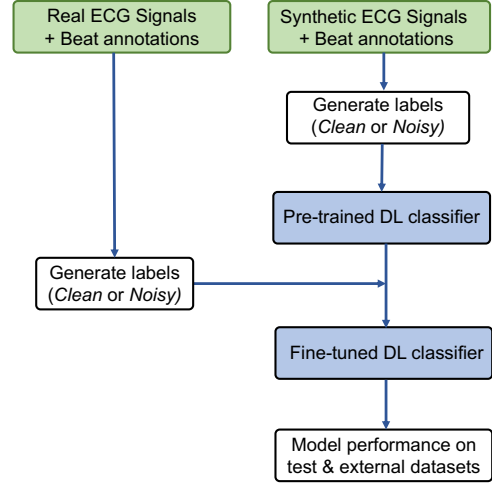 Real ECG Signals
+ Beat annotations
Synthetic ECG Signals
+ Beat annotations
Generate labels
(Clean or Noisy)
Pre-trained DL classifier
Generate labels
(Clean or Noisy)
Fine-tuned DL classifier
Model performance on
test & external datasets